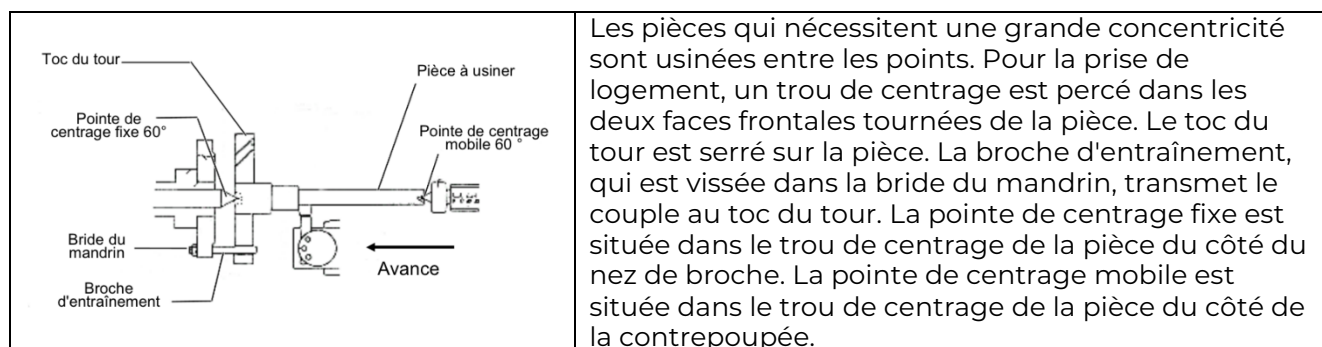 Toc du tour
Pièce à usiner
Pointe de
centrage fixe 60°
Pointe de centrage
mobile 60 °
Bride du
mandrin
Avance
Broche
d'entraînement
Les pièces qui nécessitent une grande concentricité
sont usinées entre les points. Pour la prise de
logement, un trou de centrage est percé dans les
deux faces frontales tournées de la pièce. Le toc du
tour est serré sur la pièce. La broche d'entraînement,
qui est vissée dans la bride du mandrin, transmet le
couple au toc du tour. La pointe de centrage fixe est
située dans le trou de centrage de la pièce du côté du
nez de broche. La pointe de centrage mobile est
située dans le trou de centrage de la pièce du côté de
la contrepoupée.